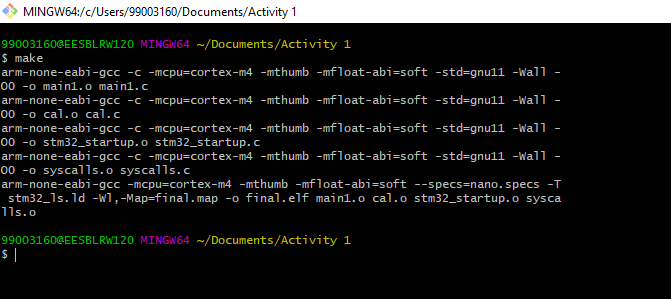 MINGW64:/c/Users/99003160/Documents/Activity 1
99003160@EESBLRW120 MINGW64 ~/Documents/Activity 1
$ make
arm-none-eabi-gcc -c -mcpu=cortex-m4 -mthumb -mfloat-abi=soft -std=gnu11 -Wall -
O0 -o main1.o main1.c
arm-none-eabi-gcc -c -mcpu=cortex-m4 -mthumb -mfloat-abi=soft -std=gnu11 -Wall -
O0 -o cal.o cal.c
arm-none-eabi-gcc -c -mcpu=cortex-m4 -mthumb -mfloat-abi=soft -std=gnu11 -Wall -
O0 -o stm32_startup.o stm32_startup.c
arm-none-eabi-gcc -c -mcpu=cortex-m4 -mthumb -mfloat-abi=soft -std=gnu11 -Wall -
O0 -o syscalls.o syscalls.c
arm-none-eabi-gcc -mcpu=cortex-m4 -mthumb -mfloat-abi=soft --specs=nano.specs -T
 stm32_ls.ld -Wl,-Map=final.map -o final.elf main1.o cal.o stm32_startup.o sysca
lls.o
99003160@EESBLRW120 MINGW64 ~/Documents/Activity 1
$